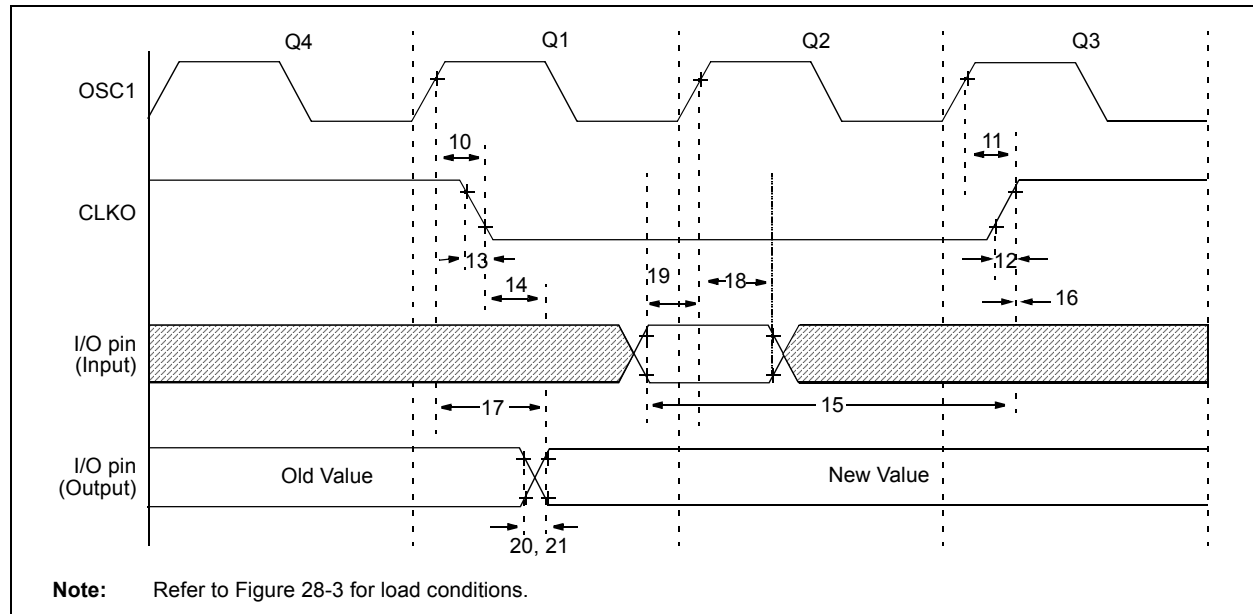 Q4 Q1 Q2 Q3
OSC1
10 11
CLKO
13 12
14 19 18 16
I/O pin
(Input)
17 15
I/O pin
(Output)
Old Value New Value
20, 21
Note: Refer to Figure 28-3 for load conditions.